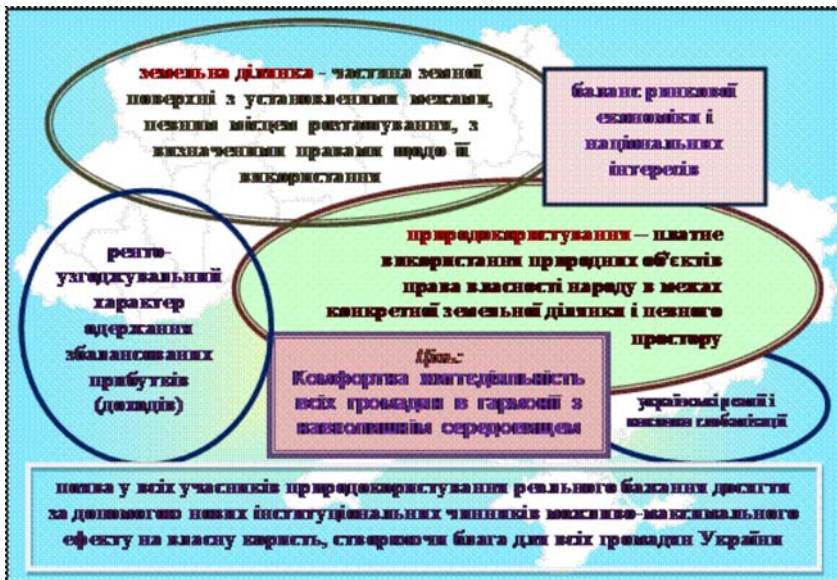 земельна ділянка - частина земної
поверхні з установленими межами,
певним місцем розташування, з
визначеними правами щодо її
використання
баланс ринкової
економіки і
національних
інтересів
ренто-
узгоджувальний
характер
одержання
збалансованих
прибутків
(доходів)
природокористування – платне
використання природних об'єктів
права власності народу в межах
конкретної земельної ділянки і певного
простору
Ціль:
Комфортна життєдіяльність
всіх громадян в гармонії з
навколишнім середовищем
українські реалії і
виклики глобалізації
поява у всіх учасників природокористування реального бажання досягти
за допомогою нових інституціональних чинників можливо-максимального
ефекту на власну користь, створюючи блага для всіх громадян України